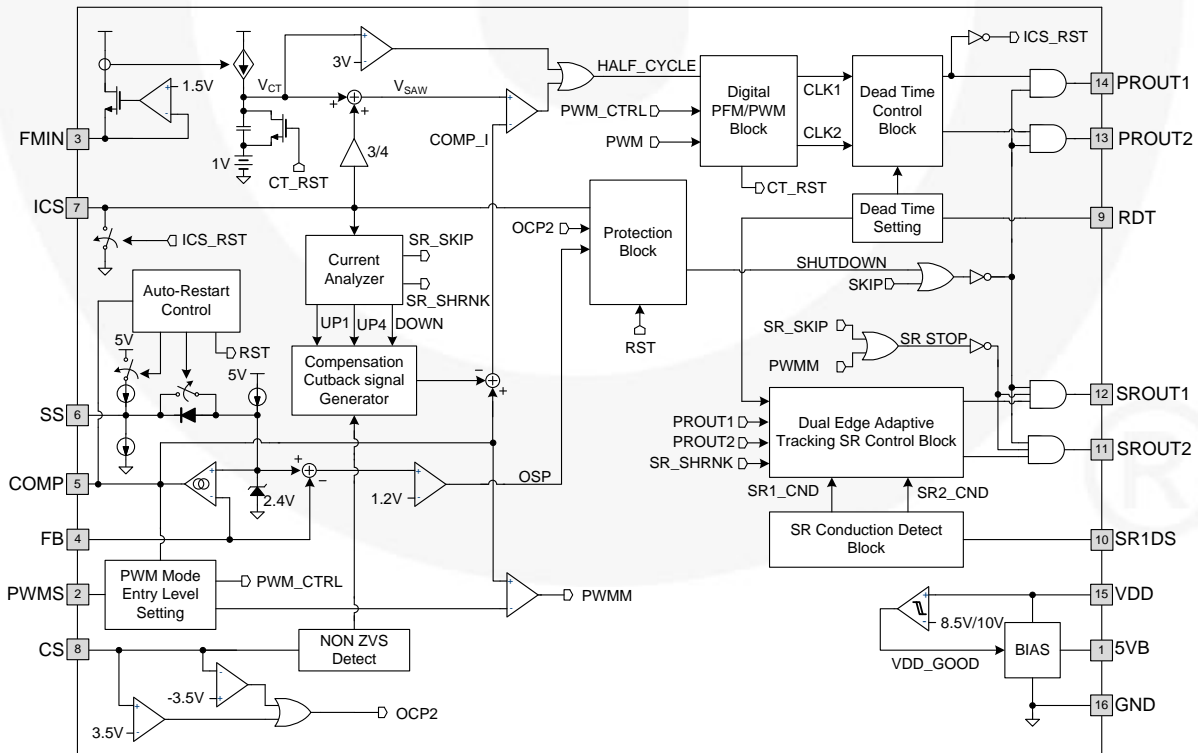 ICS_RST
1.5V
3V
V_CT
V_SAW
HALF_CYCLE
COMP_I
PWM_CTRL
PWM
Digital
PFM/PWM
Block
CLK1
CLK2
CT_RST
Dead Time
Control
Block
14 PROUT1
13 PROUT2
FMIN 3
1V
CT_RST
3/4
ICS 7
ICS_RST
Current
Analyzer
SR_SKIP
SR_SHRNK
OCP2
Protection
Block
Dead Time
Setting
9 RDT
SHUTDOWN
SKIP
RST
Auto-Restart
Control
RST
UP1
UP4
DOWN
5V
5V
Compensation
Cutback signal
Generator
SR_SKIP
PWMM
SR STOP
SS 6
COMP 5
2.4V
1.2V
OSP
PROUT1
PROUT2
SR_SHRNK
Dual Edge Adaptive
Tracking SR Control Block
12 SROUT1
11 SROUT2
SR1_CND
SR2_CND
FB 4
SR Conduction Detect
Block
10 SR1DS
PWMS 2
PWM Mode
Entry Level
Setting
PWM_CTRL
PWMM
CS 8
NON ZVS
Detect
-3.5V
3.5V
OCP2
15 VDD
8.5V/10V
VDD_GOOD
BIAS
1 5VB
16 GND
®